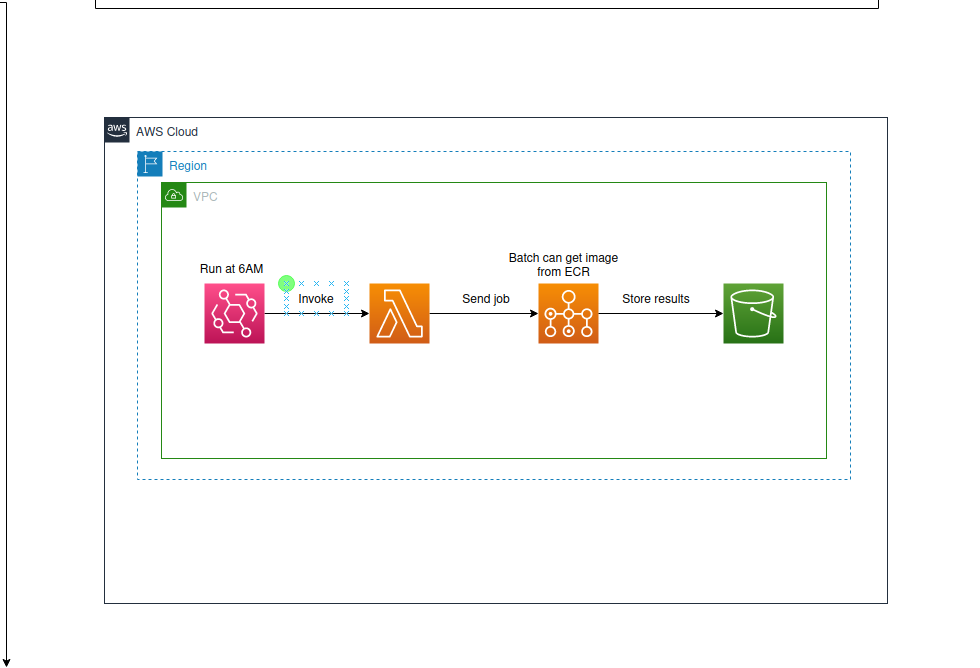 aws
AWS Cloud
Region
VPC
Batch can get image
from ECR
Run at 6AM
Invoke
Send job
Store results